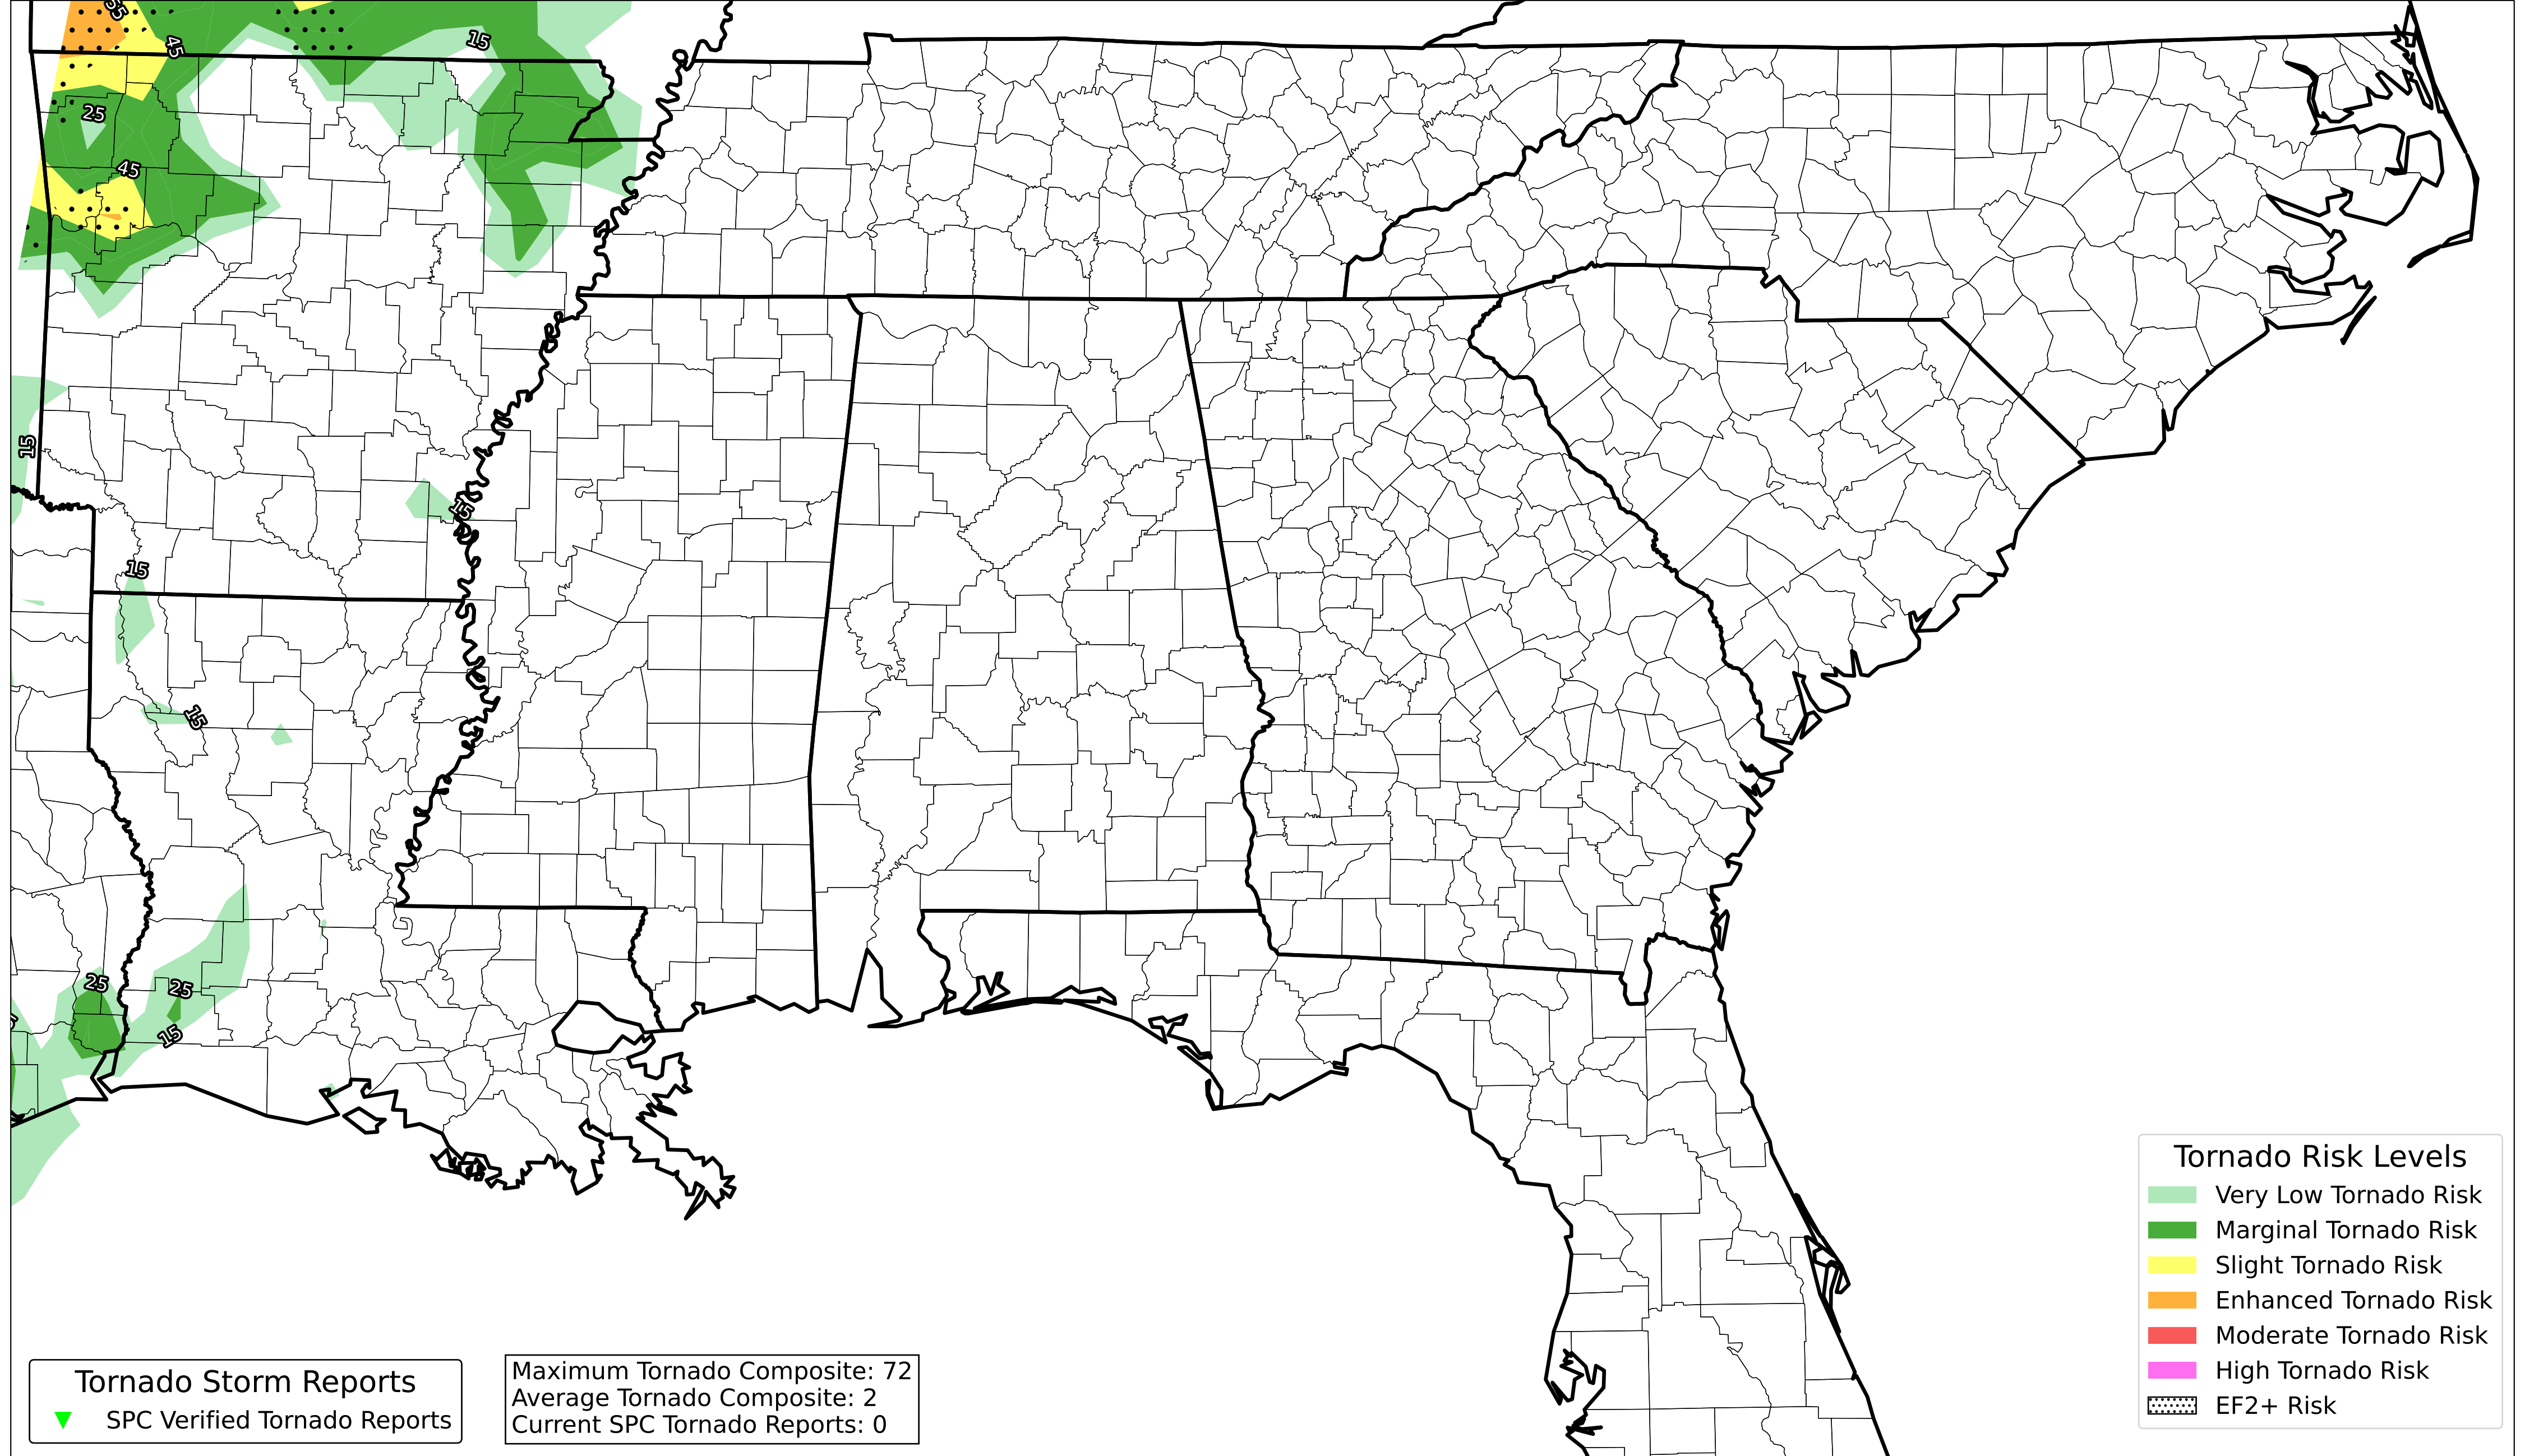 55
45
15
25
45
15
15
15
15
25
25
15
Tornado Risk Levels
Very Low Tornado Risk
Marginal Tornado Risk
Slight Tornado Risk
Enhanced Tornado Risk
Moderate Tornado Risk
High Tornado Risk
EF2+ Risk
Tornado Storm Reports
SPC Verified Tornado Reports
Maximum Tornado Composite: 72
Average Tornado Composite: 2
Current SPC Tornado Reports: 0